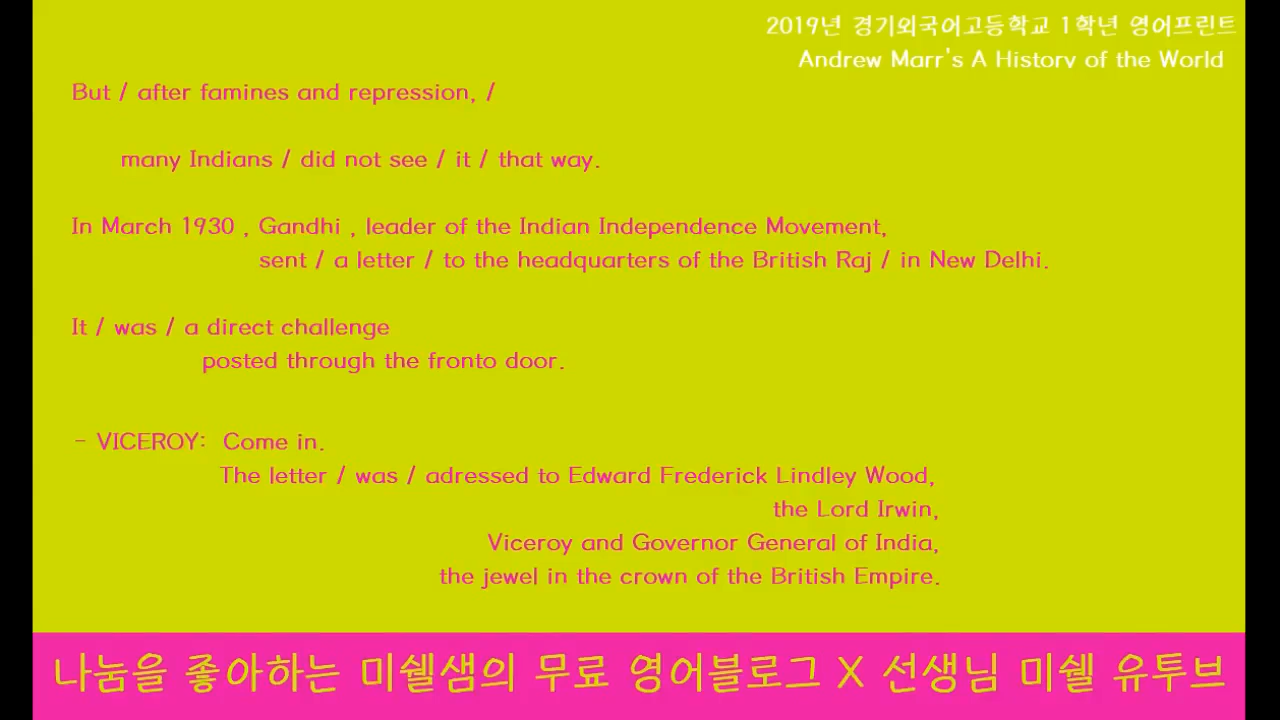 2019년 경기외국어고등학교 1학년 영어프린트
Andrew Marr's A History of the World
But / after famines and repression, /
many Indians / did not see / it / that way.
In March 1930 , Gandhi , leader of the Indian Independence Movement,
sent / a letter / to the headquarters of the British Raj / in New Delhi.
It / was / a direct challenge
posted through the fronto door.
- VICEROY: Come in.
The letter / was / adressed to Edward Frederick Lindley Wood,
the Lord Irwin,
Viceroy and Governor General of India,
the jewel in the crown of the British Empire.
나눔을 좋아하는 미쉘샘의 무료 영어블로그 X 선생님 미쉘 유투브